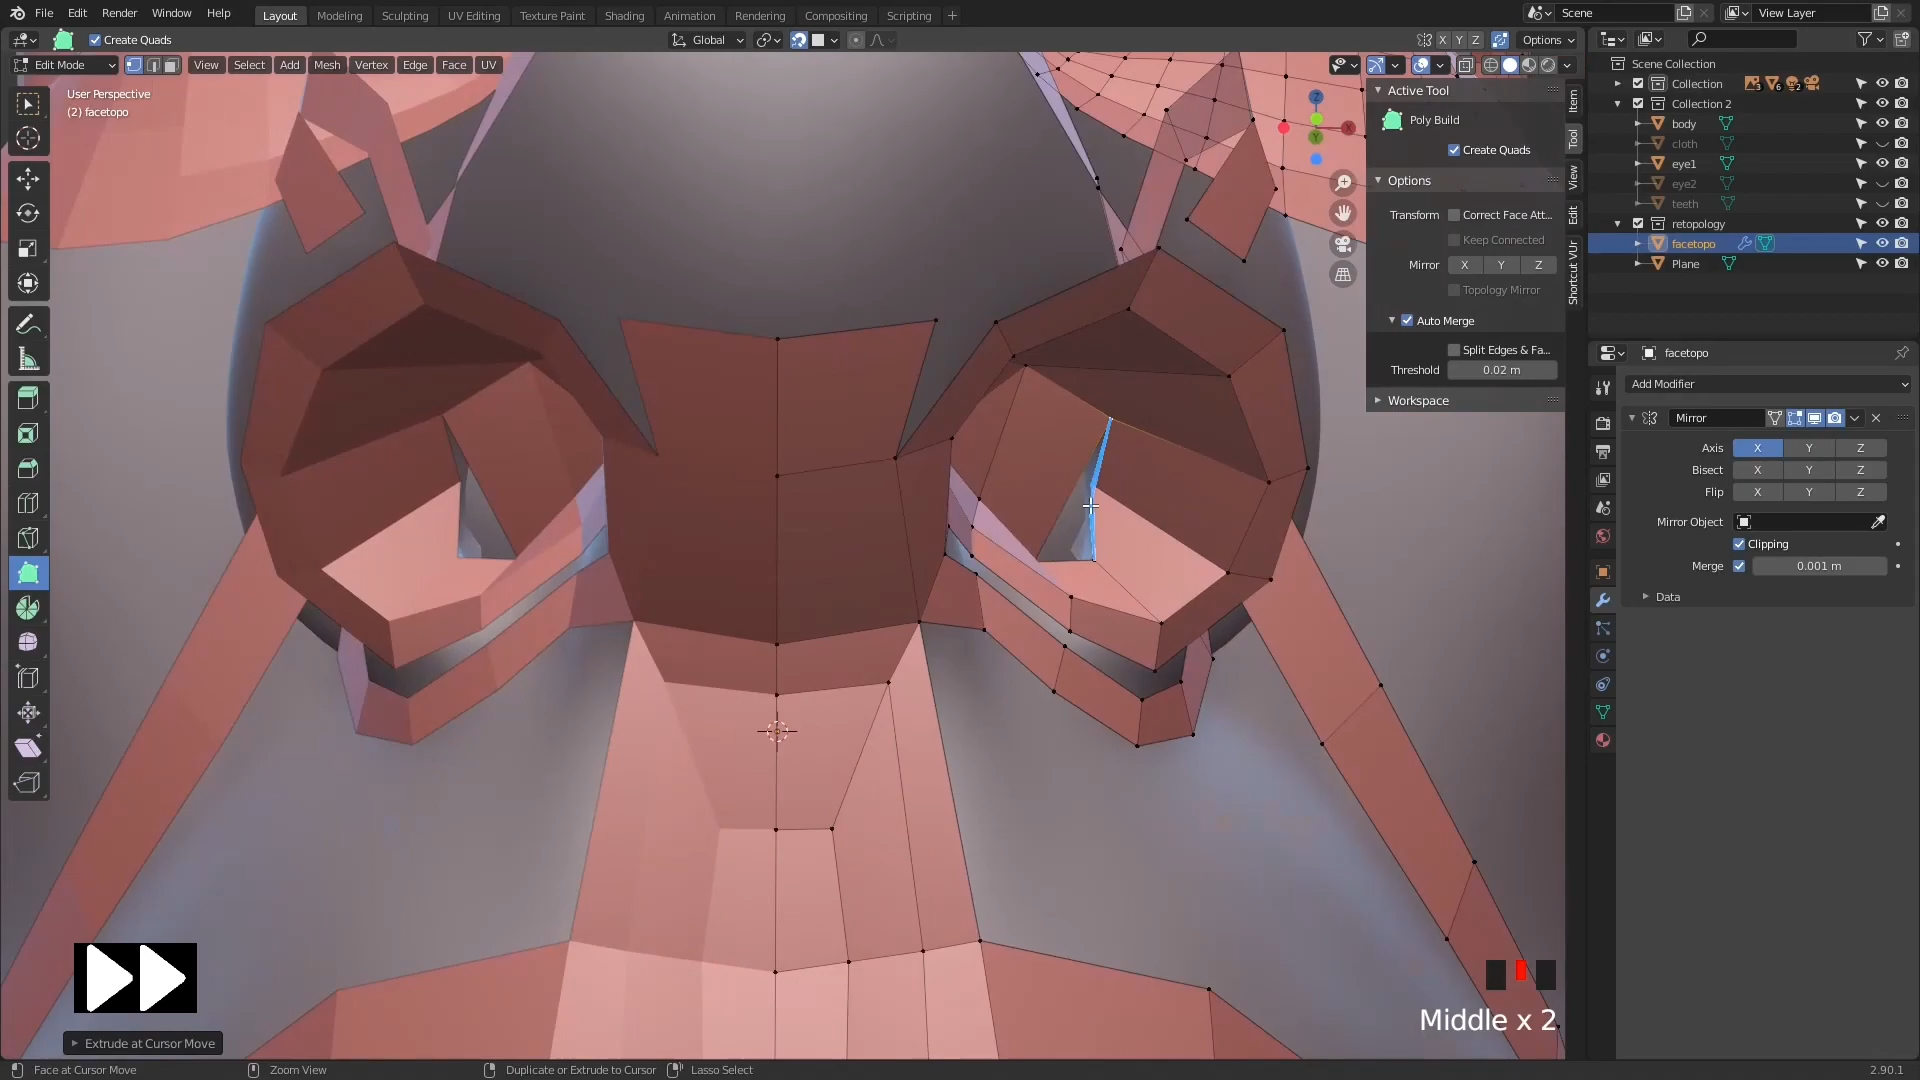 File Edit Render Window Help Layout Modeling Sculpting UV Editing Texture Paint Shading Animation Rendering Compositing Scripting + Scene View Layer
Create Quads Global X Y Z Options
Edit Mode View Select Add Mesh Vertex Edge Face UV
User Perspective
(2) facetopo
Active Tool
Poly Build
Create Quads
Options
Transform Correct Face Att...
Keep Connected
Mirror X Y Z
Topology Mirror
Auto Merge
Split Edges & Fa...
Threshold 0.02 m
Workspace
Item
Tool
View
Edit
Shortcut VUr
Z
X
Y
Scene Collection
Collection 3 6 2
Collection 2
body
cloth
eye1
eye2
teeth
retopology
facetopo
Plane
facetopo
Add Modifier
Mirror
Axis X Y Z
Bisect X Y Z
Flip X Y Z
Mirror Object
Clipping
Merge 0.001 m
Data
Middle x 2
Extrude at Cursor Move
Face at Cursor Move Zoom View Duplicate or Extrude to Cursor Lasso Select 2.90.1